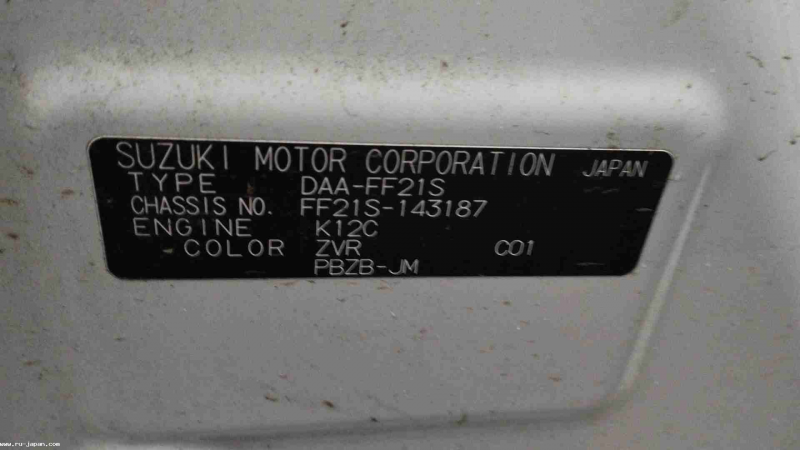 SUZUKI MOTOR CORPORATION JAPAN
TYPE DAA-FF21S
CHASSIS NO. FF21S-143187
ENGINE K12C
COLOR ZVR C01
PBZB-JM
www.ru-japan.com